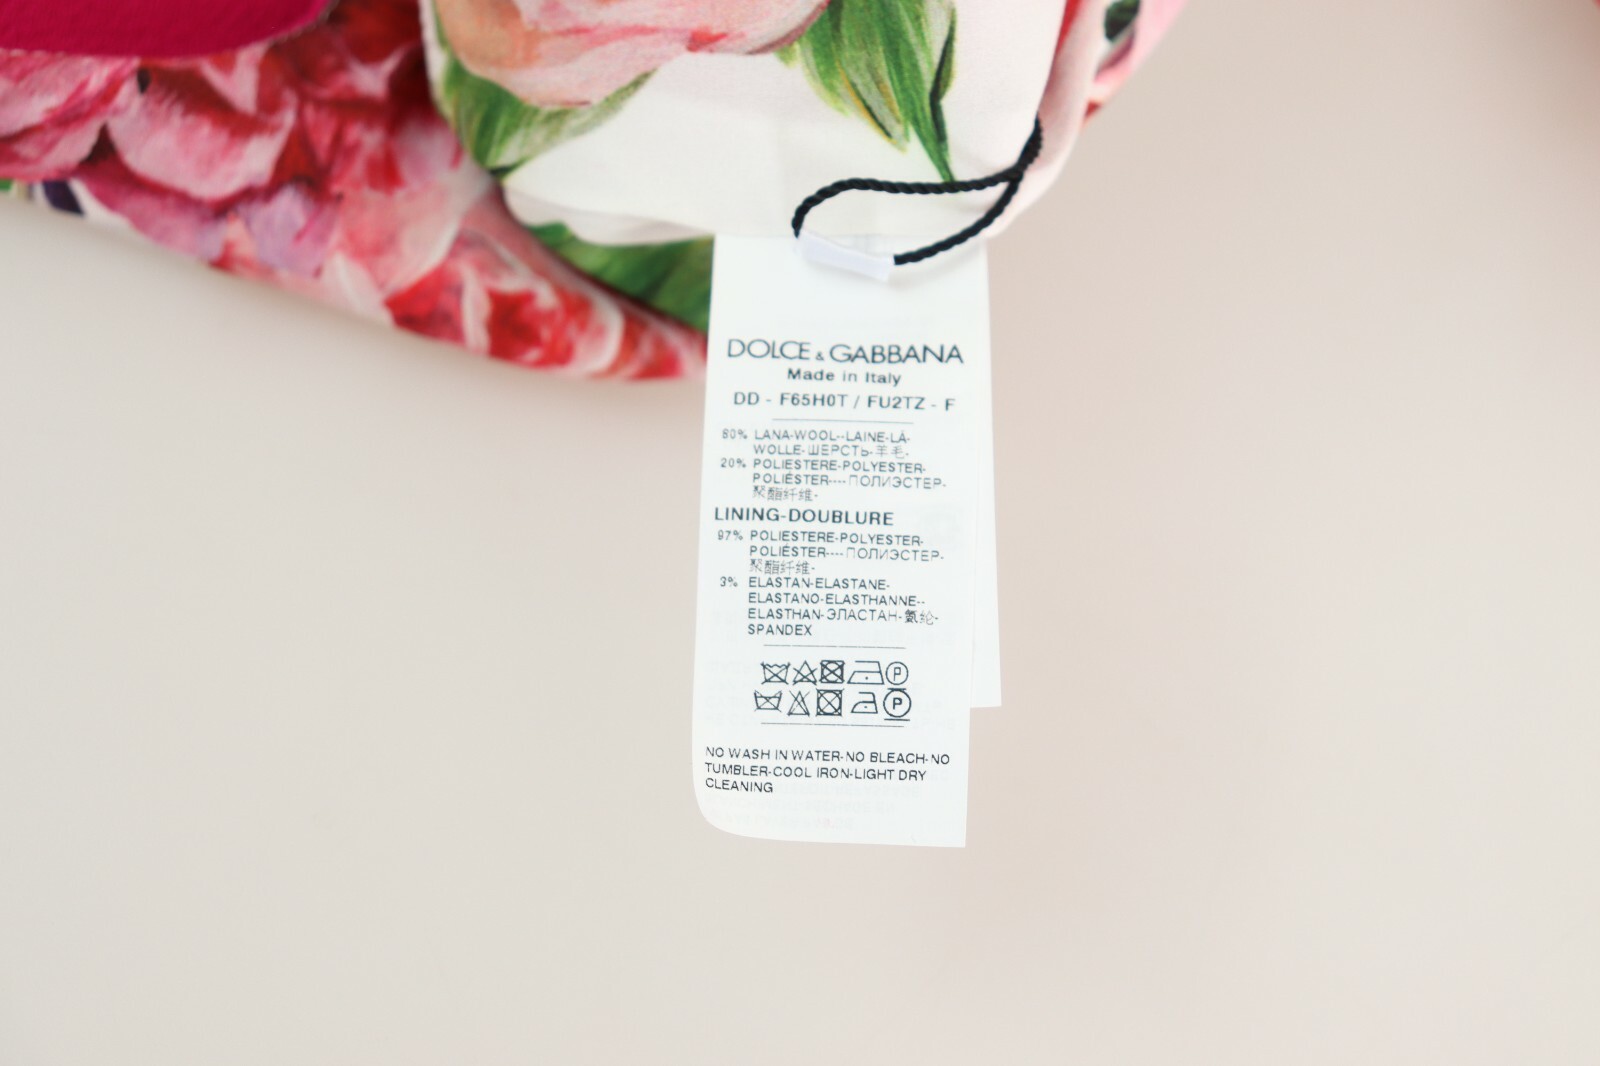 DOLCE & GABBANA
Made in Italy
DD - F65H0T / FU2TZ - F
80% LANA-WOOL--LAINE-LÃ-
WOLLE-ШЕРСТЬ-羊毛-
20% POLIESTERE-POLYESTER-
POLIÉSTER----ПОЛИЭСТЕР-
聚酯纤维-
LINING-DOUBLURE
97% POLIESTERE-POLYESTER-
POLIÉSTER----ПОЛИЭСТЕР-
聚酯纤维-
3% ELASTAN-ELASTANE-
ELASTANO-ELASTHANNE--
ELASTHAN-ЭЛАСТАН-氨纶-
SPANDEX
P
P
NO WASH IN WATER-NO BLEACH-NO
TUMBLER-COOL IRON-LIGHT DRY
CLEANING